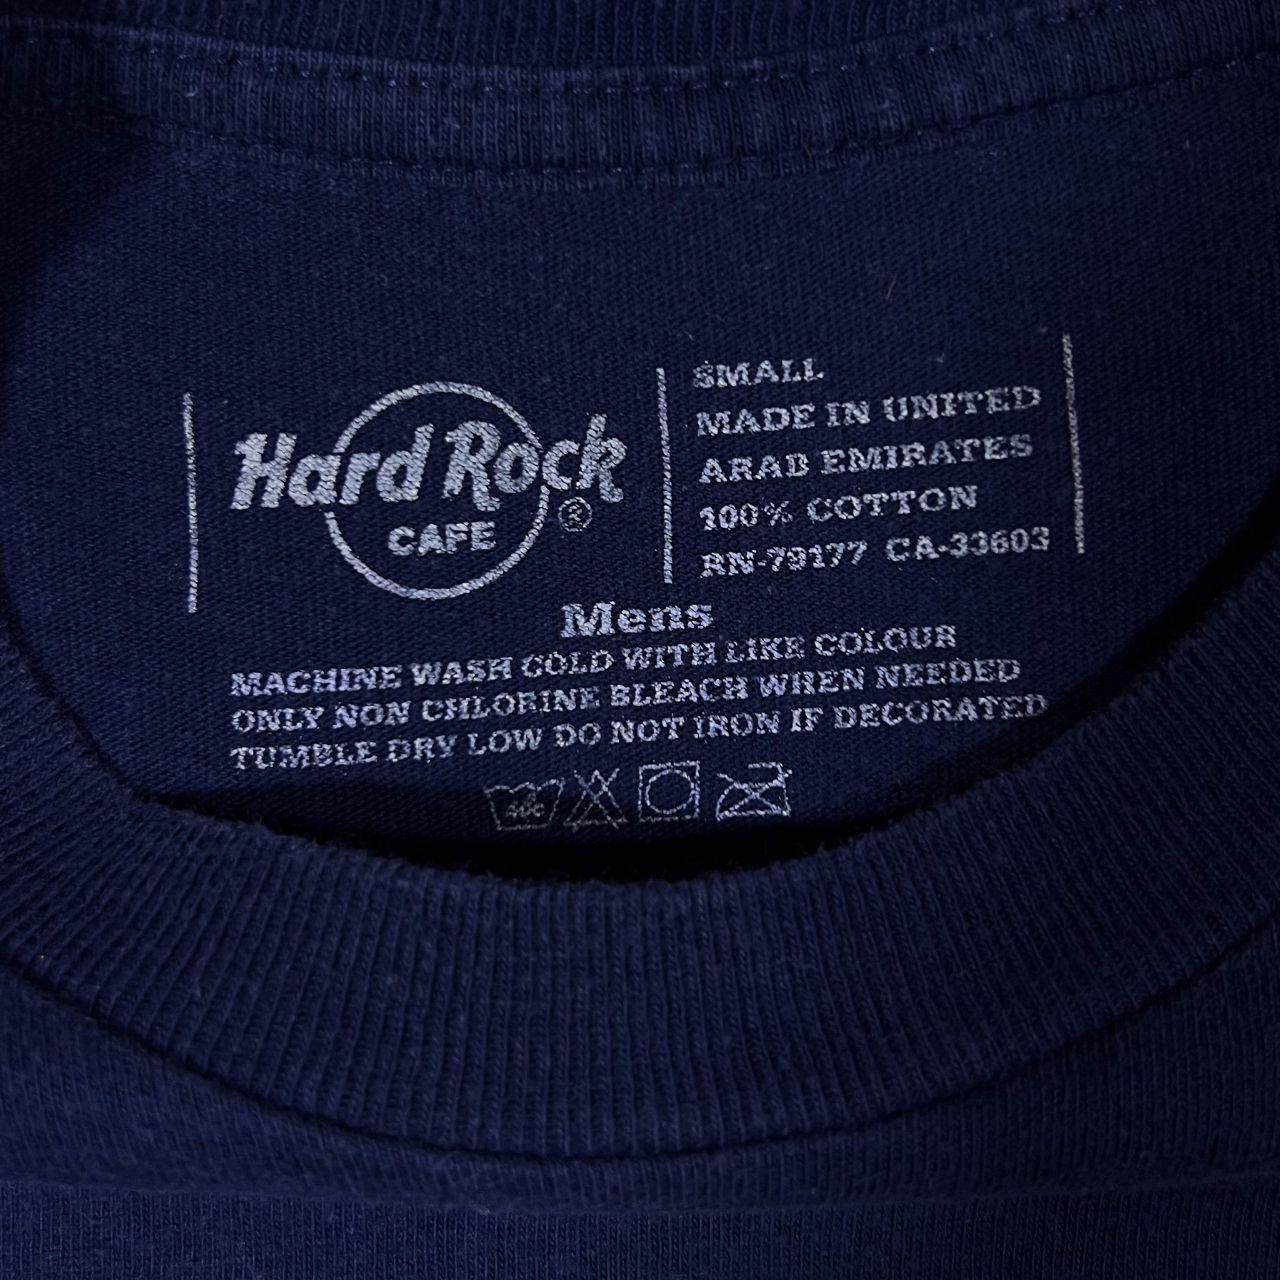 Hard Rock
CAFE
®
SMALL
MADE IN UNITED
ARAB EMIRATES
100% COTTON
RN-79177 CA-33603
Mens
MACHINE WASH COLD WITH LIKE COLOUR
ONLY NON CHLORINE BLEACH WHEN NEEDED
TUMBLE DRY LOW DO NOT IRON IF DECORATED